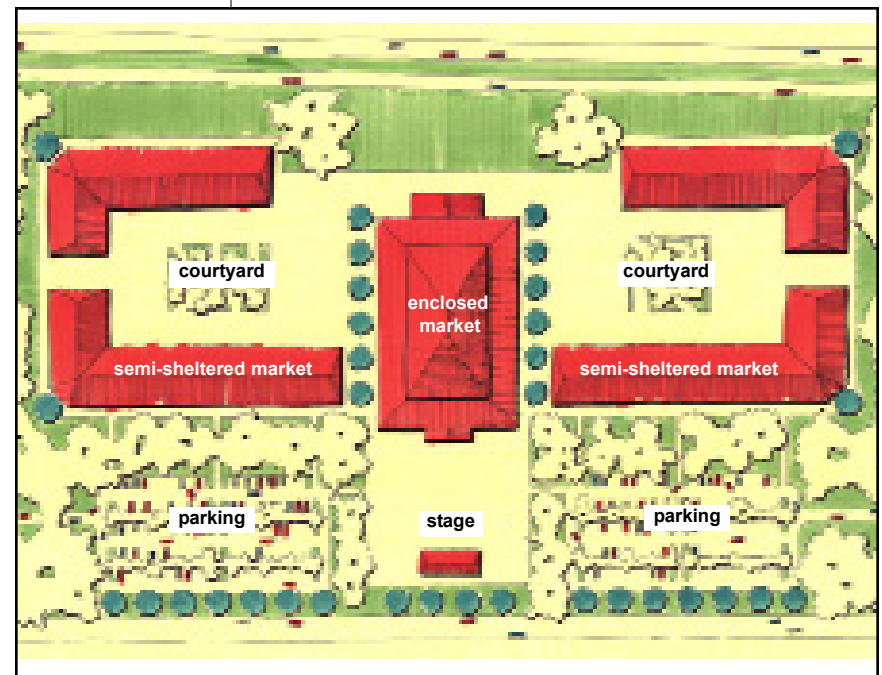 courtyard
courtyard
enclosed
market
semi-sheltered market
semi-sheltered market
parking
stage
parking